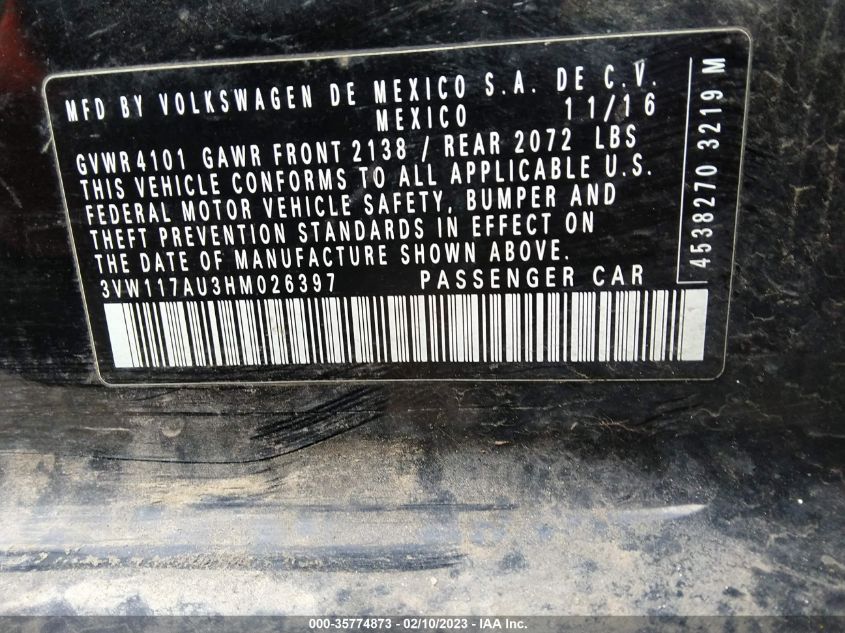 MFD BY VOLKSWAGEN DE MEXICO S.A. DE C.V.
MEXICO 11/16
GVWR 4101 GAWR FRONT 2138 / REAR 2072 LBS
THIS VEHICLE CONFORMS TO ALL APPLICABLE U.S.
FEDERAL MOTOR VEHICLE SAFETY, BUMPER AND
THEFT PREVENTION STANDARDS IN EFFECT ON
THE DATE OF MANUFACTURE SHOWN ABOVE.
3VW117AU3HM026397 PASSENGER CAR
4538270 3219 M
000-35774873 - 02/10/2023 - IAA Inc.